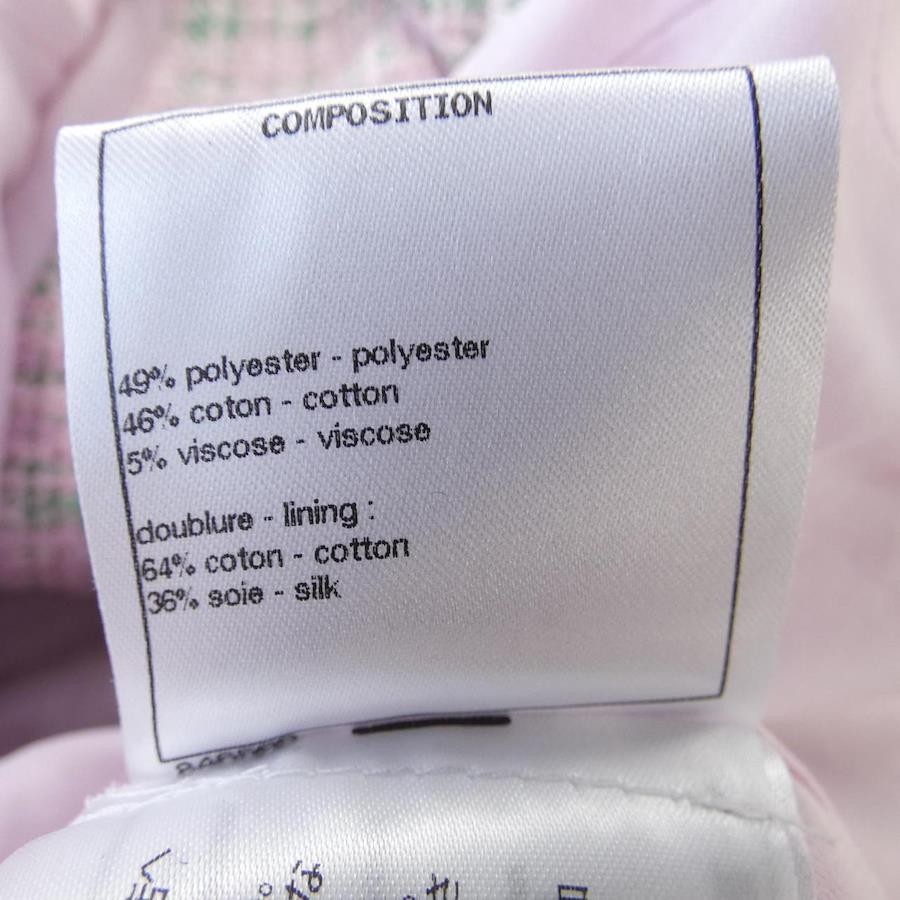 COMPOSITION
49% polyester - polyester
46% coton - cotton
5% viscose - viscose
doublure - lining :
64% coton - cotton
36% soie - silk